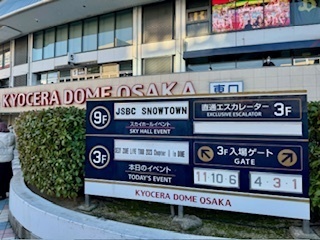 KYOCERA DOME OSAKA
KYOCERA DOME OSAKA
東口
9F
JSBC SNOWTOWN
スカイホールイベント
SKY HALL EVENT
直通エスカレーター 3F
EXCLUSIVE ESCALATOR
3F
本日のイベント
TODAY'S EVENT
3F入場ゲート
GATE
11・10・6
4・3・1
KYOCERA DOME OSAKA